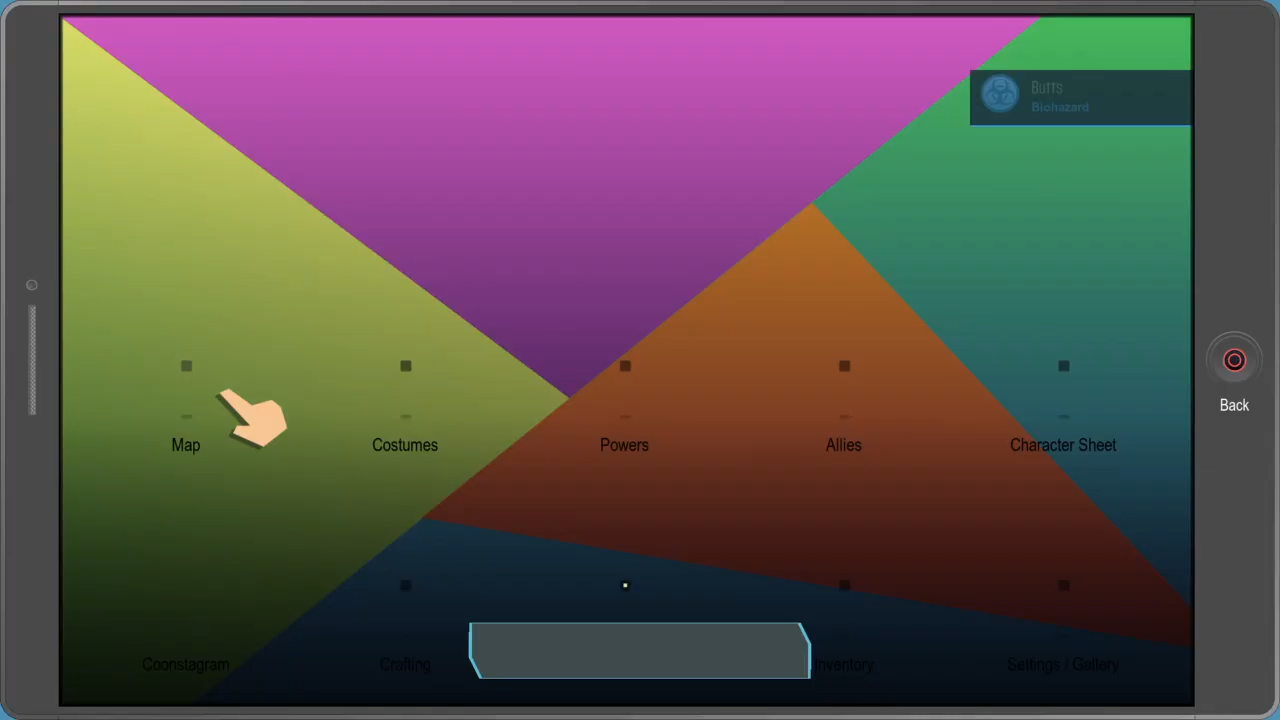 Butts
Biohazard
Back
Map
Costumes
Powers
Allies
Character Sheet
Coonstagram
Crafting
Inventory
Settings / Gallery